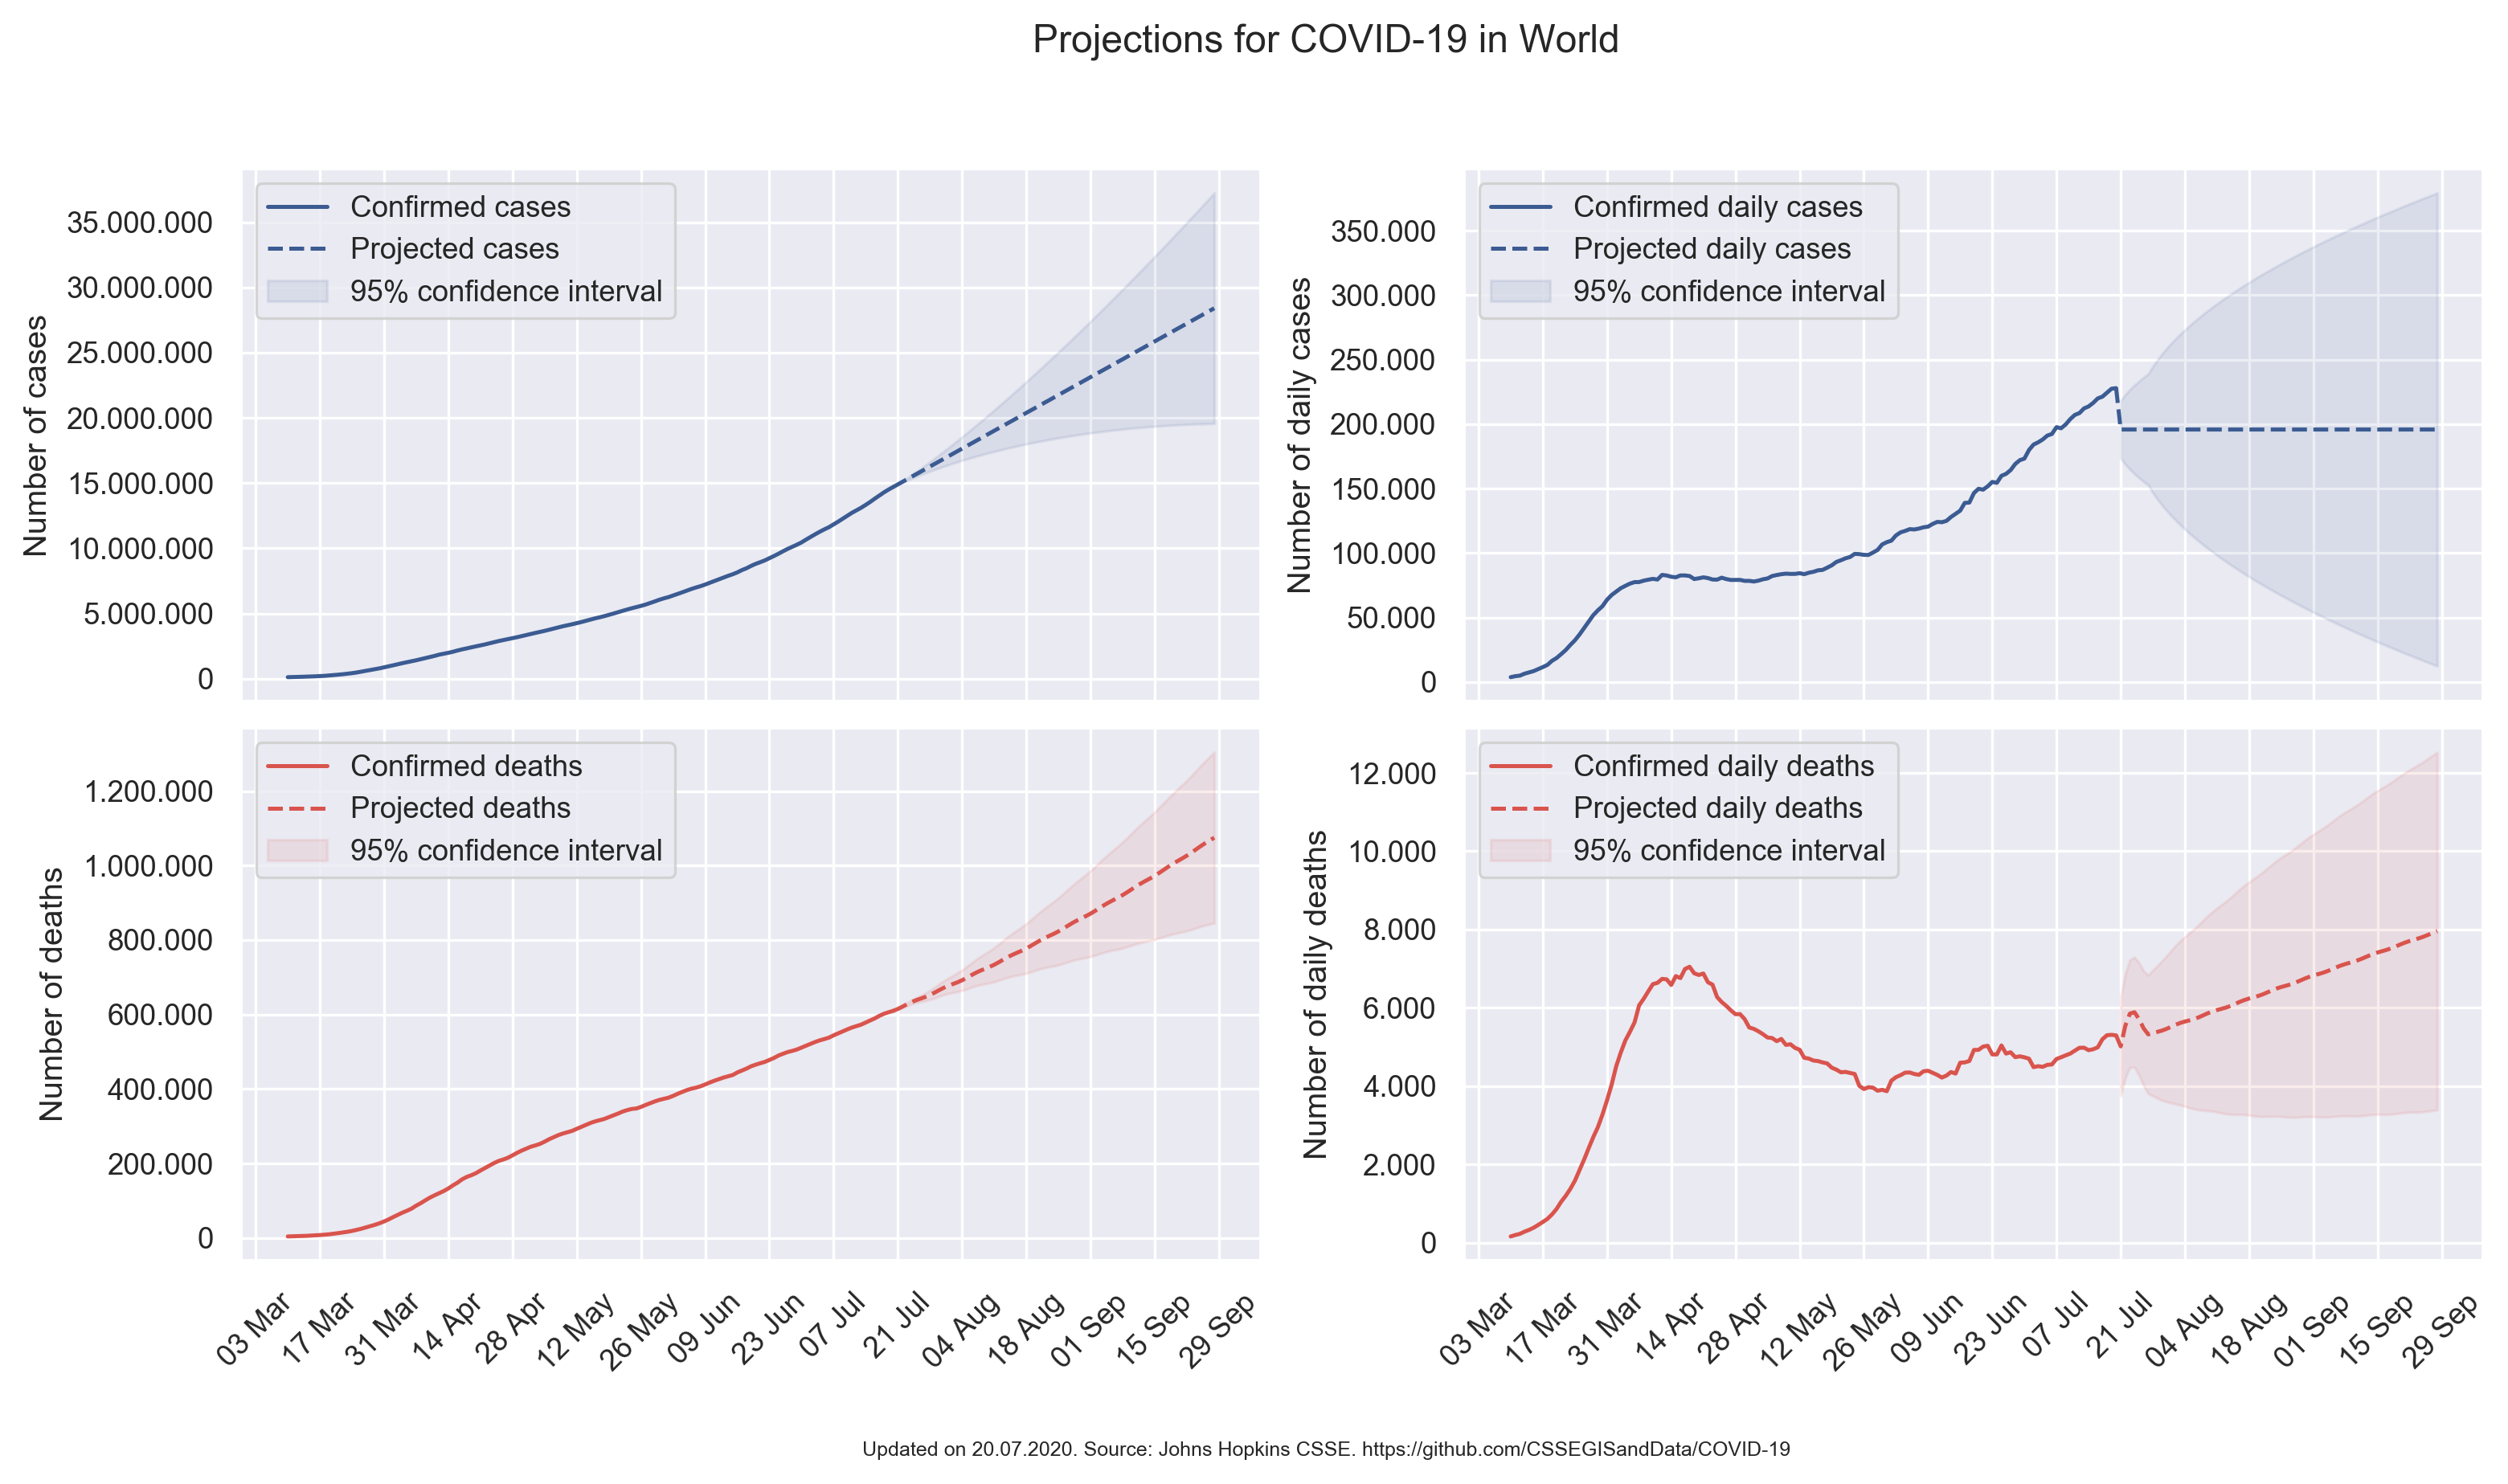 Projections for COVID-19 in World
Number of cases
35.000.000
30.000.000
25.000.000
20.000.000
15.000.000
10.000.000
5.000.000
0
Confirmed cases
Projected cases
95% confidence interval
Number of daily cases
350.000
300.000
250.000
200.000
150.000
100.000
50.000
0
Confirmed daily cases
Projected daily cases
95% confidence interval
Number of deaths
1.200.000
1.000.000
800.000
600.000
400.000
200.000
0
Confirmed deaths
Projected deaths
95% confidence interval
03 Mar
17 Mar
31 Mar
14 Apr
28 Apr
12 May
26 May
09 Jun
23 Jun
07 Jul
21 Jul
04 Aug
18 Aug
01 Sep
15 Sep
29 Sep
Number of daily deaths
12.000
10.000
8.000
6.000
4.000
2.000
0
Confirmed daily deaths
Projected daily deaths
95% confidence interval
03 Mar
17 Mar
31 Mar
14 Apr
28 Apr
12 May
26 May
09 Jun
23 Jun
07 Jul
21 Jul
04 Aug
18 Aug
01 Sep
15 Sep
29 Sep
Updated on 20.07.2020. Source: Johns Hopkins CSSE. https://github.com/CSSEGISandData/COVID-19